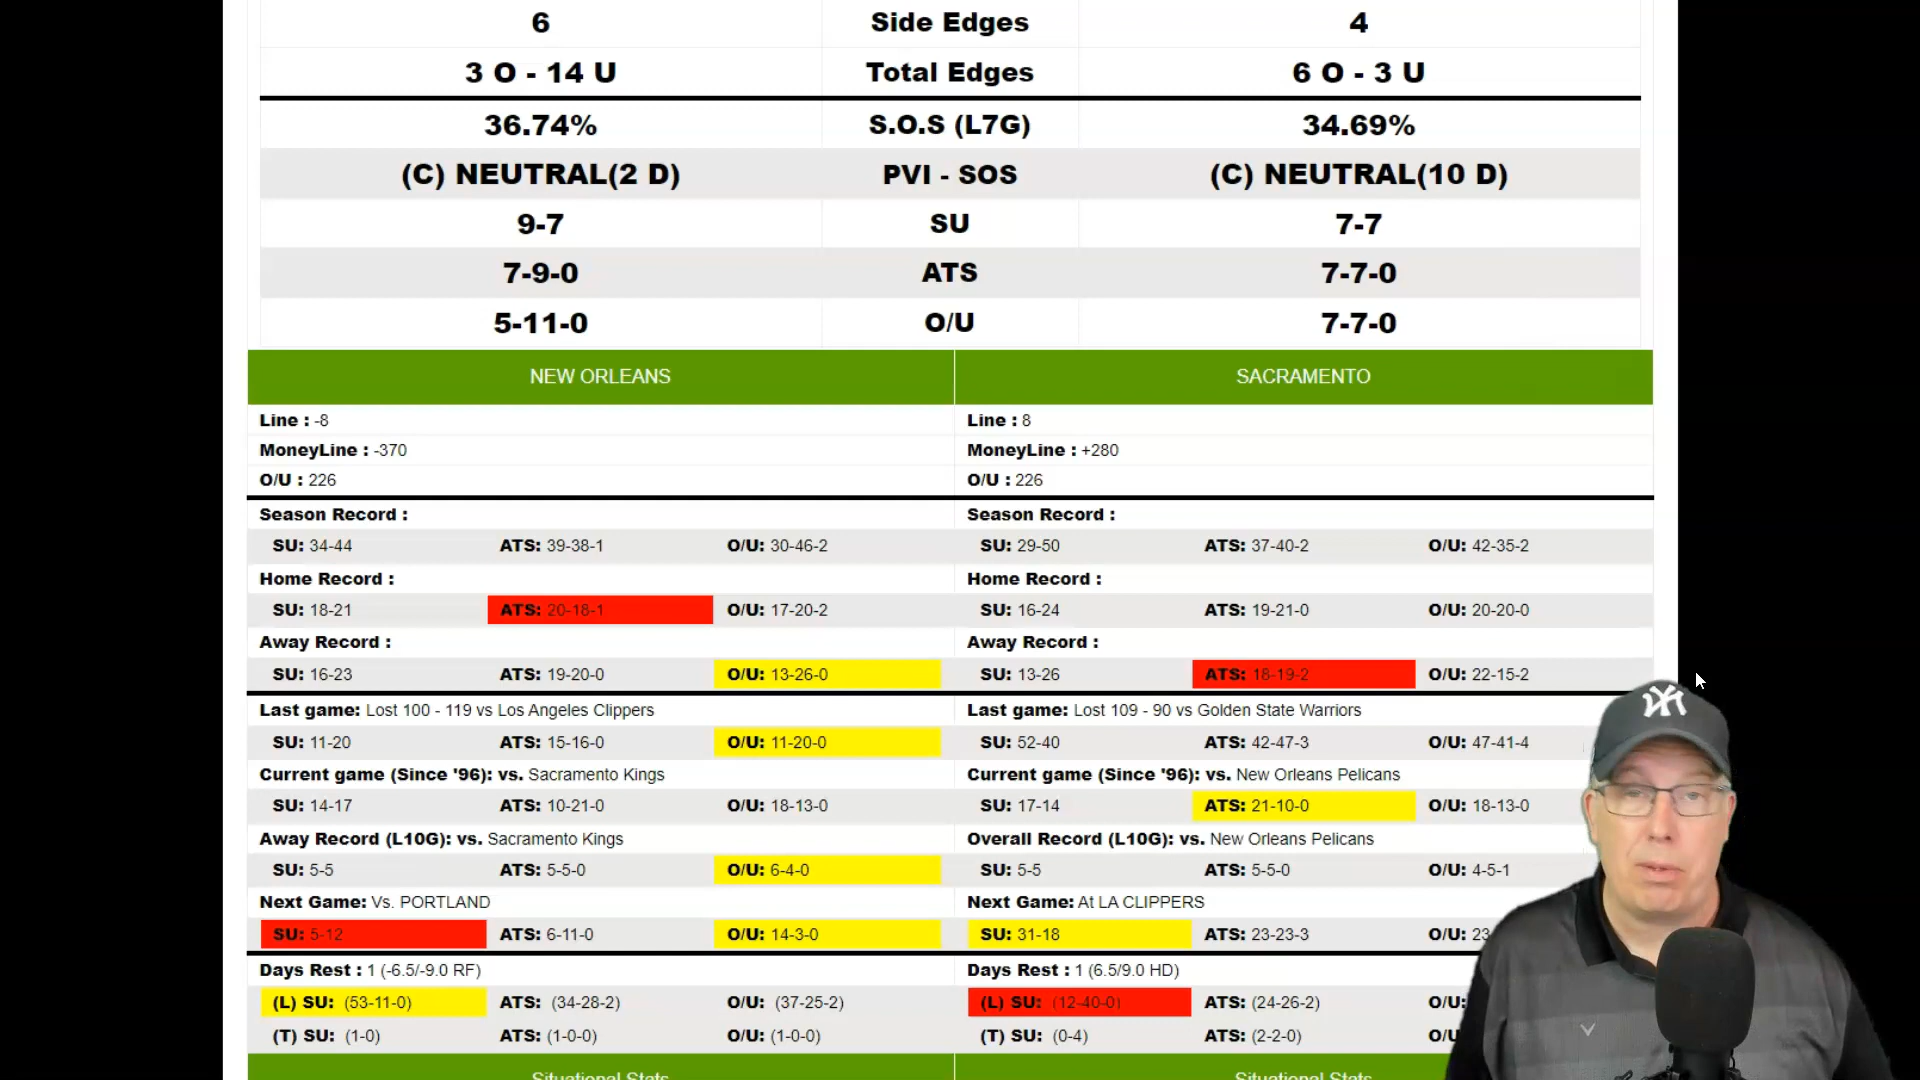 6 Side Edges 4
3 O - 14 U Total Edges 6 O - 3 U
36.74% S.O.S (L7G) 34.69%
(C) NEUTRAL(2 D) PVI - SOS (C) NEUTRAL(10 D)
9-7 SU 7-7
7-9-0 ATS 7-7-0
5-11-0 O/U 7-7-0
NEW ORLEANS SACRAMENTO
Line : -8 Line : 8
MoneyLine : -370 MoneyLine : +280
O/U : 226 O/U : 226
Season Record : Season Record :
SU: 34-44 ATS: 39-38-1 O/U: 30-46-2 SU: 29-50 ATS: 37-40-2 O/U: 42-35-2
Home Record : Home Record :
SU: 18-21 ATS: 20-18-1 O/U: 17-20-2 SU: 16-24 ATS: 19-21-0 O/U: 20-20-0
Away Record : Away Record :
SU: 16-23 ATS: 19-20-0 O/U: 13-26-0 SU: 13-26 ATS: 18-19-2 O/U: 22-15-2
Last game: Lost 100 - 119 vs Los Angeles Clippers Last game: Lost 109 - 90 vs Golden State Warriors
SU: 11-20 ATS: 15-16-0 O/U: 11-20-0 SU: 52-40 ATS: 42-47-3 O/U: 47-41-4
Current game (Since '96): vs. Sacramento Kings Current game (Since '96): vs. New Orleans Pelicans
SU: 14-17 ATS: 10-21-0 O/U: 18-13-0 SU: 17-14 ATS: 21-10-0 O/U: 18-13-0
Away Record (L10G): vs. Sacramento Kings Overall Record (L10G): vs. New Orleans Pelicans
SU: 5-5 ATS: 5-5-0 O/U: 6-4-0 SU: 5-5 ATS: 5-5-0 O/U: 4-5-1
Next Game: Vs. PORTLAND Next Game: At LA CLIPPERS
SU: 5-12 ATS: 6-11-0 O/U: 14-3-0 SU: 31-18 ATS: 23-23-3 O/U: 23
Days Rest : 1 (-6.5/-9.0 RF) Days Rest : 1 (6.5/9.0 HD)
(L) SU: (53-11-0) ATS: (34-28-2) O/U: (37-25-2) (L) SU: (12-40-0) ATS: (24-26-2) O/U:
(T) SU: (1-0) ATS: (1-0-0) O/U: (1-0-0) (T) SU: (0-4) ATS: (2-2-0) O/U
Situational Stats Situational Stats
NY